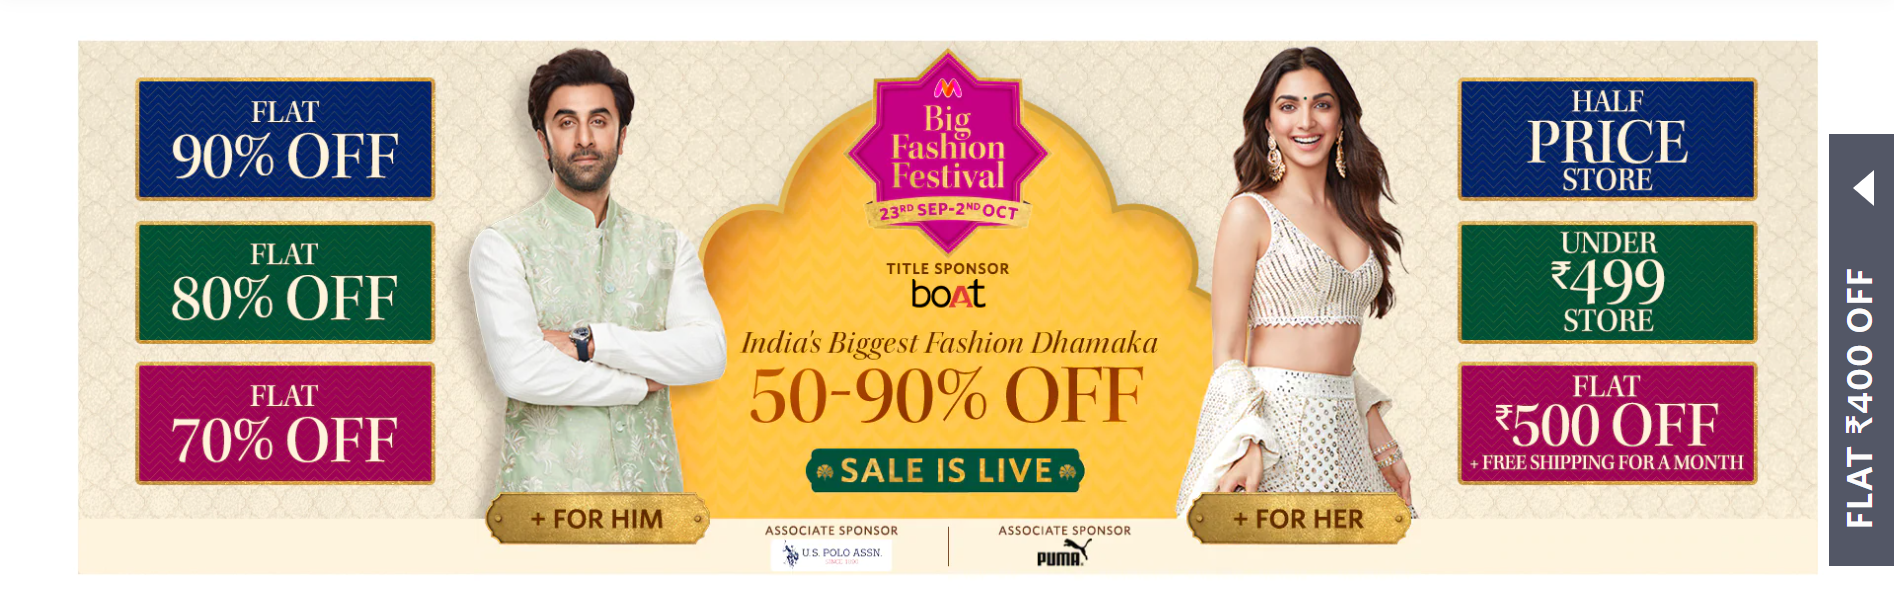 FLAT
90% OFF
FLAT
80% OFF
FLAT
70% OFF
Big
Fashion
Festival
23RD SEP-2ND OCT
TITLE SPONSOR
boAt
India's Biggest Fashion Dhamaka
50-90% OFF
SALE IS LIVE
+ FOR HIM
+ FOR HER
ASSOCIATE SPONSOR
U.S. POLO ASSN.
SINCE 1890
ASSOCIATE SPONSOR
PUMA
HALF
PRICE
STORE
UNDER
₹499
STORE
FLAT
₹500 OFF
+ FREE SHIPPING FOR A MONTH
FLAT ₹400 OFF